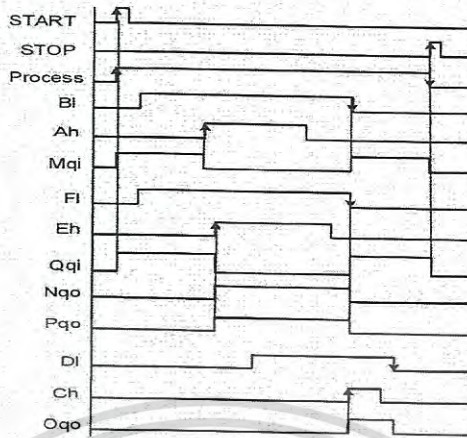 START
STOP
Process
Bl
Ah
Mqi
Fl
Eh
Qqi
Nqo
Pqo
Dl
Ch
Oqo